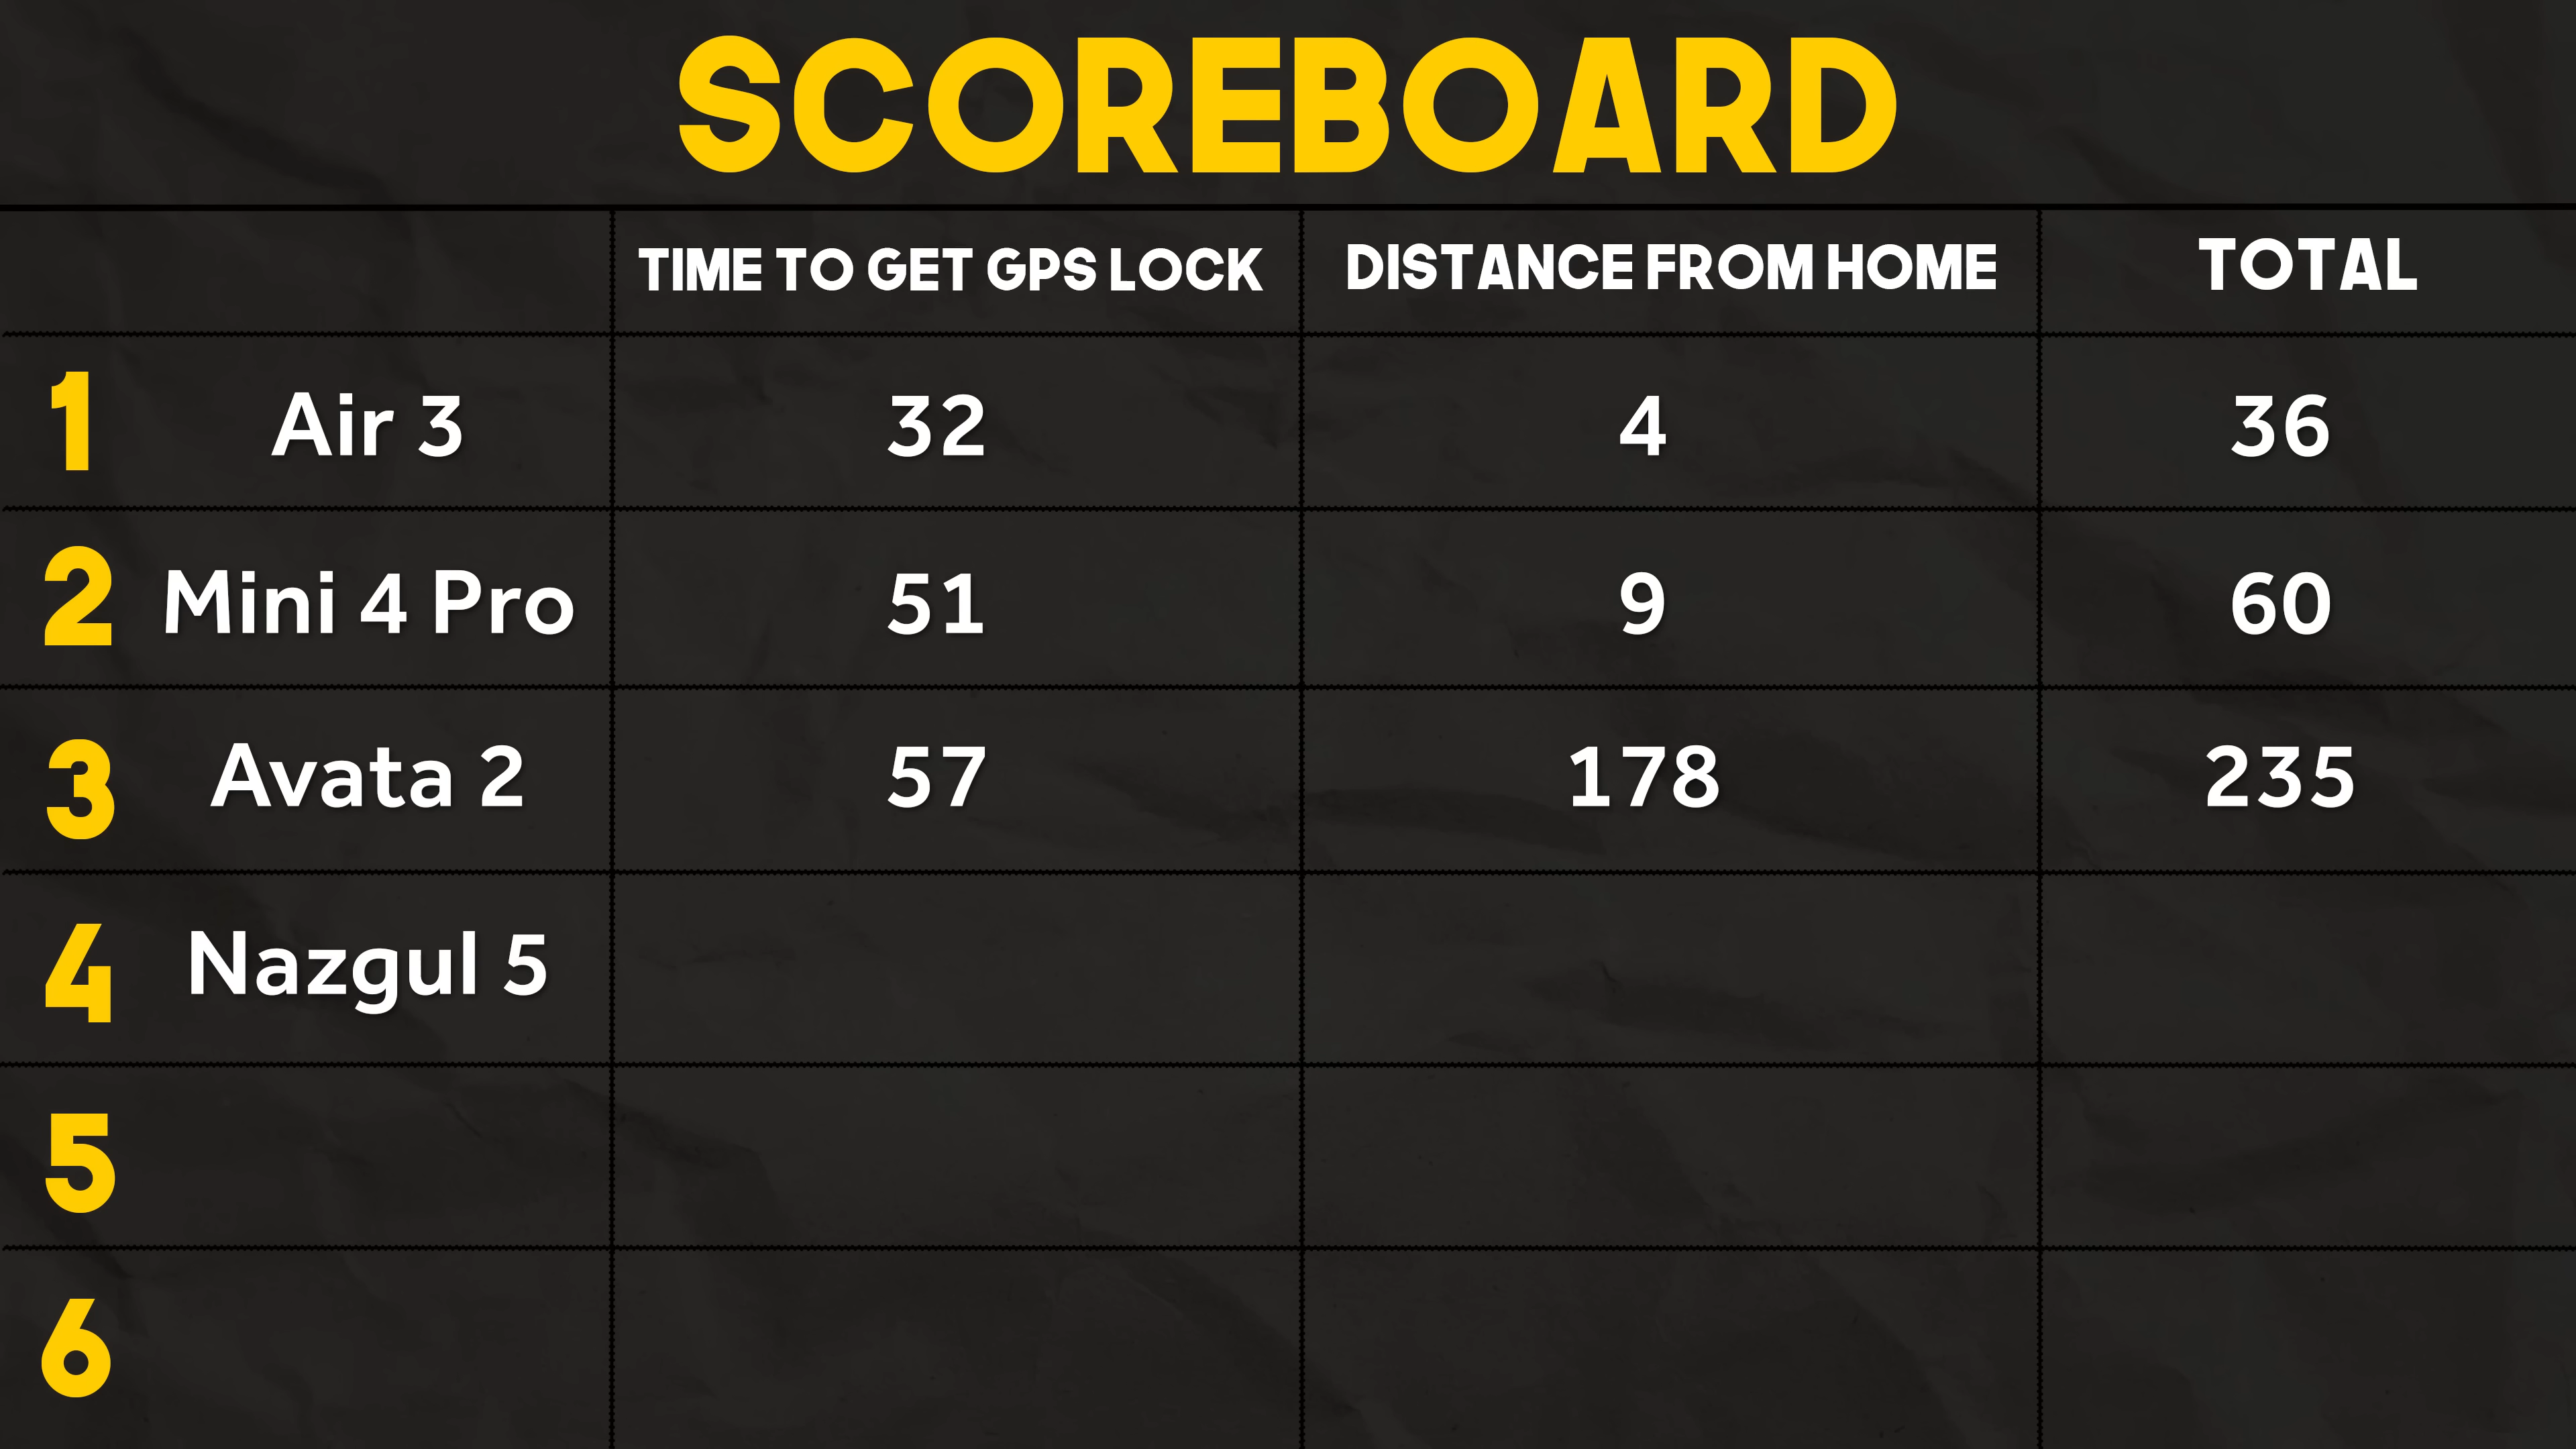 SCOREBOARD
TIME TO GET GPS LOCK DISTANCE FROM HOME TOTAL
1 Air 3 32 4 36
2 Mini 4 Pro 51 9 60
3 Avata 2 57 178 235
4 Nazgul 5
5
6